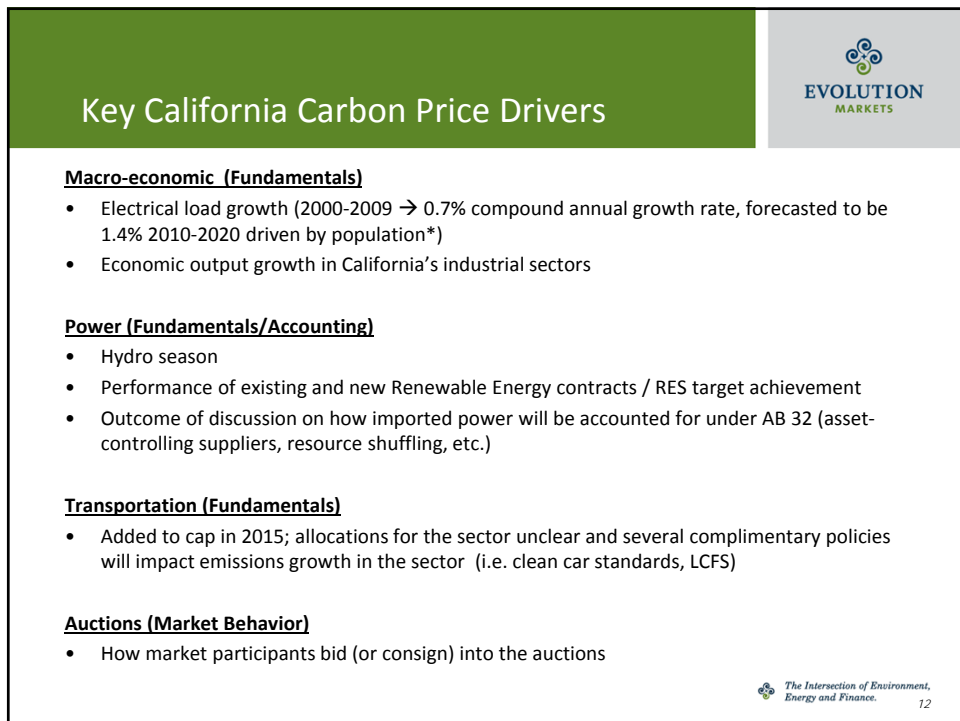 Key California Carbon Price Drivers
EVOLUTION
MARKETS
Macro-economic (Fundamentals)
• Electrical load growth (2000-2009 → 0.7% compound annual growth rate, forecasted to be
1.4% 2010-2020 driven by population*)
• Economic output growth in California's industrial sectors
Power (Fundamentals/Accounting)
• Hydro season
• Performance of existing and new Renewable Energy contracts / RES target achievement
• Outcome of discussion on how imported power will be accounted for under AB 32 (asset-
controlling suppliers, resource shuffling, etc.)
Transportation (Fundamentals)
• Added to cap in 2015; allocations for the sector unclear and several complimentary policies
will impact emissions growth in the sector (i.e. clean car standards, LCFS)
Auctions (Market Behavior)
• How market participants bid (or consign) into the auctions
The Intersection of Environment,
Energy and Finance.
12